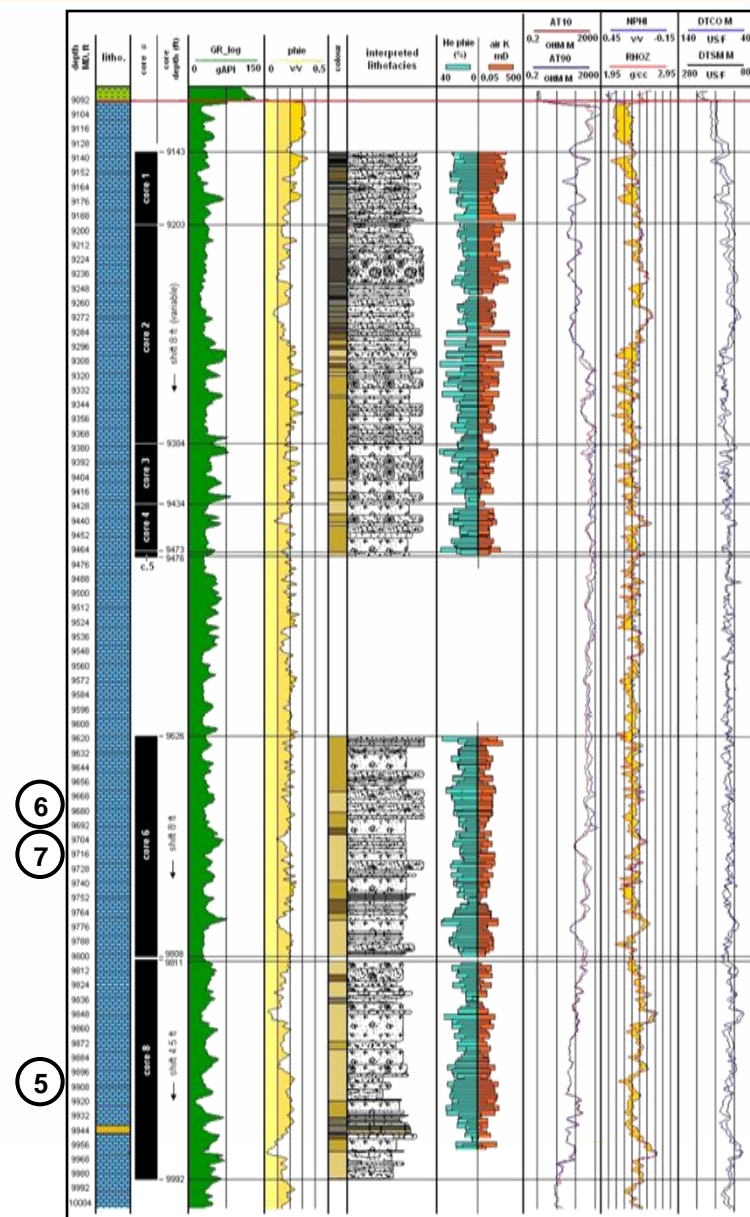 depth MD, ft
lithe.
core #
core depth (ft)
GR_log
0 gAPI 150
phie
0 v/v 0.5
colour
interpreted lithofacies
He phie (%)
40 0
air K mD
0.05 500
AT10
0.2 OHM M 2000
AT90
0.2 OHM M 2000
NPHI
0.45 v/v -0.15
RHOZ
1.95 g/cc 2.95
DTCO M
140 US F 40
DTSM M
280 US F 80
9092
9104
9116
9128
9140
9152
9164
9176
9188
9200
9212
9224
9236
9248
9260
9272
9284
9296
9308
9320
9332
9344
9356
9368
9380
9392
9404
9416
9428
9440
9452
9464
9476
9488
9500
9512
9524
9536
9548
9560
9572
9584
9596
9608
9620
9632
9644
9656
9668
9680
9692
9704
9716
9728
9740
9752
9764
9776
9788
9800
9812
9824
9836
9848
9860
9872
9884
9896
9908
9920
9932
9944
9956
9968
9980
9992
10004
core 1
core 2
core 3
core 4
c.5
core 6
core 8
9143
9203
shift 8 ft (variable)
9384
9434
9473
9476
9626
shift 8 ft
9808
9811
shift 4.5 ft
9992
6
7
5